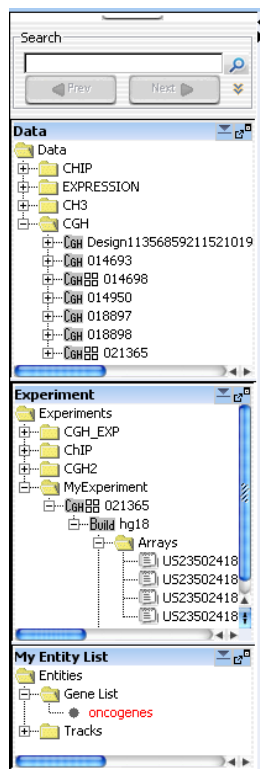 Search
Prev Next
Data
Data
CHIP
EXPRESSION
CH3
CGH
CGH Design11356859211521019
CGH 014693
CGH 014698
CGH 014950
CGH 018897
CGH 018898
CGH 021365
Experiment
Experiments
CGH_EXP
ChIP
CGH2
MyExperiment
CGH 021365
Build hg18
Arrays
US23502418
US23502418
US23502418
US23502418
My Entity List
Entities
Gene List
oncogenes
Tracks